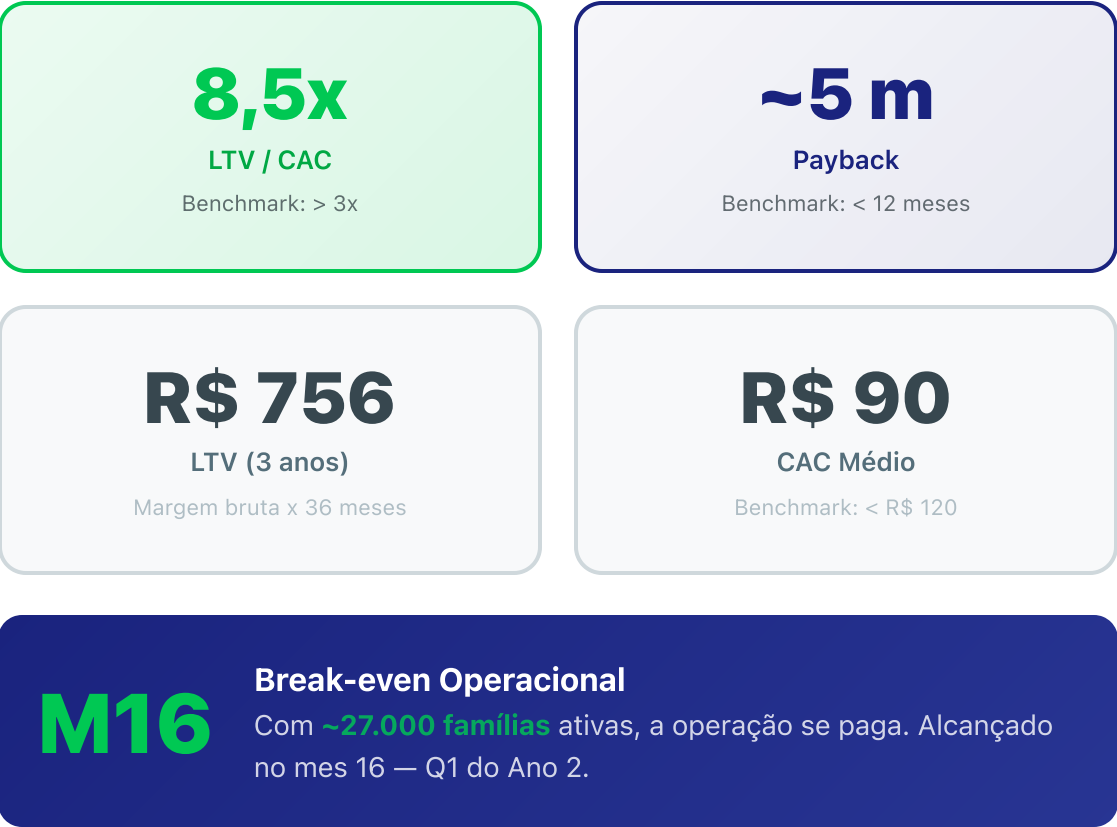 8,5x
LTV / CAC
Benchmark: > 3x
~5 m
Payback
Benchmark: < 12 meses
R$ 756
LTV (3 anos)
Margem bruta x 36 meses
R$ 90
CAC Médio
Benchmark: < R$ 120
M16
Break-even Operacional
Com ~27.000 famílias ativas, a operação se paga. Alcançado
no mes 16 — Q1 do Ano 2.